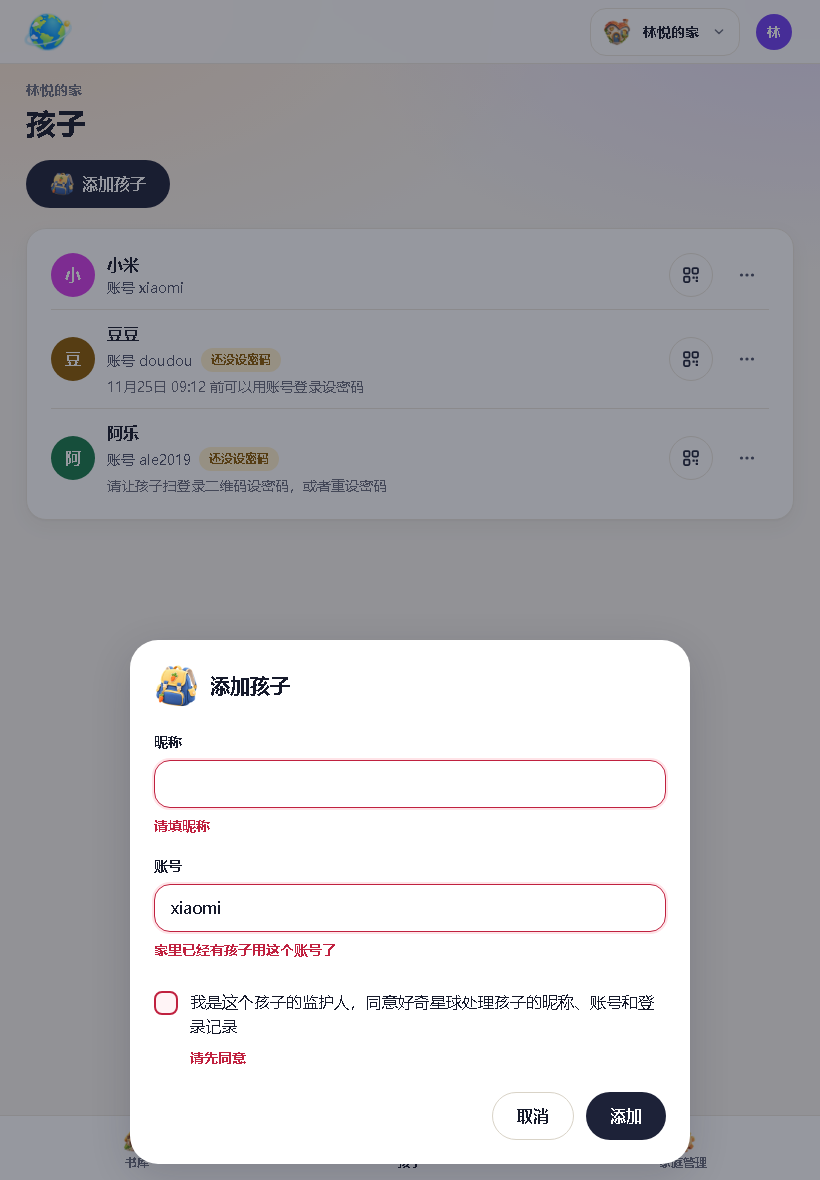 林悦的家
林
林悦的家
孩子
添加孩子
小
小米
账号 xiaomi
豆
豆豆
账号 doudou 还没设密码
11月25日 09:12 前可以用账号登录设密码
阿
阿乐
账号 ale2019 还没设密码
请让孩子扫登录二维码设密码，或者重设密码
添加孩子
昵称
请填昵称
账号
xiaomi
家里已经有孩子用这个账号了
我是这个孩子的监护人，同意好奇星球处理孩子的昵称、账号和登
录记录
请先同意
取消
添加
书库
孩子
家庭管理